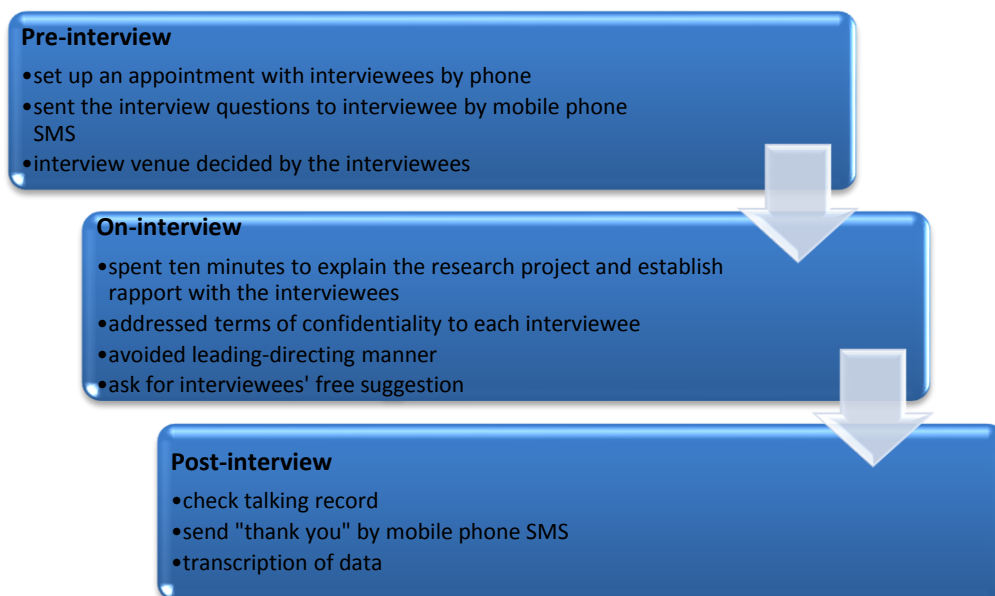 Pre-interview
•set up an appointment with interviewees by phone
•sent the interview questions to interviewee by mobile phone
SMS
•interview venue decided by the interviewees
On-interview
•spent ten minutes to explain the research project and establish
rapport with the interviewees
•addressed terms of confidentiality to each interviewee
•avoided leading-directing manner
•ask for interviewees' free suggestion
Post-interview
•check talking record
•send "thank you" by mobile phone SMS
•transcription of data